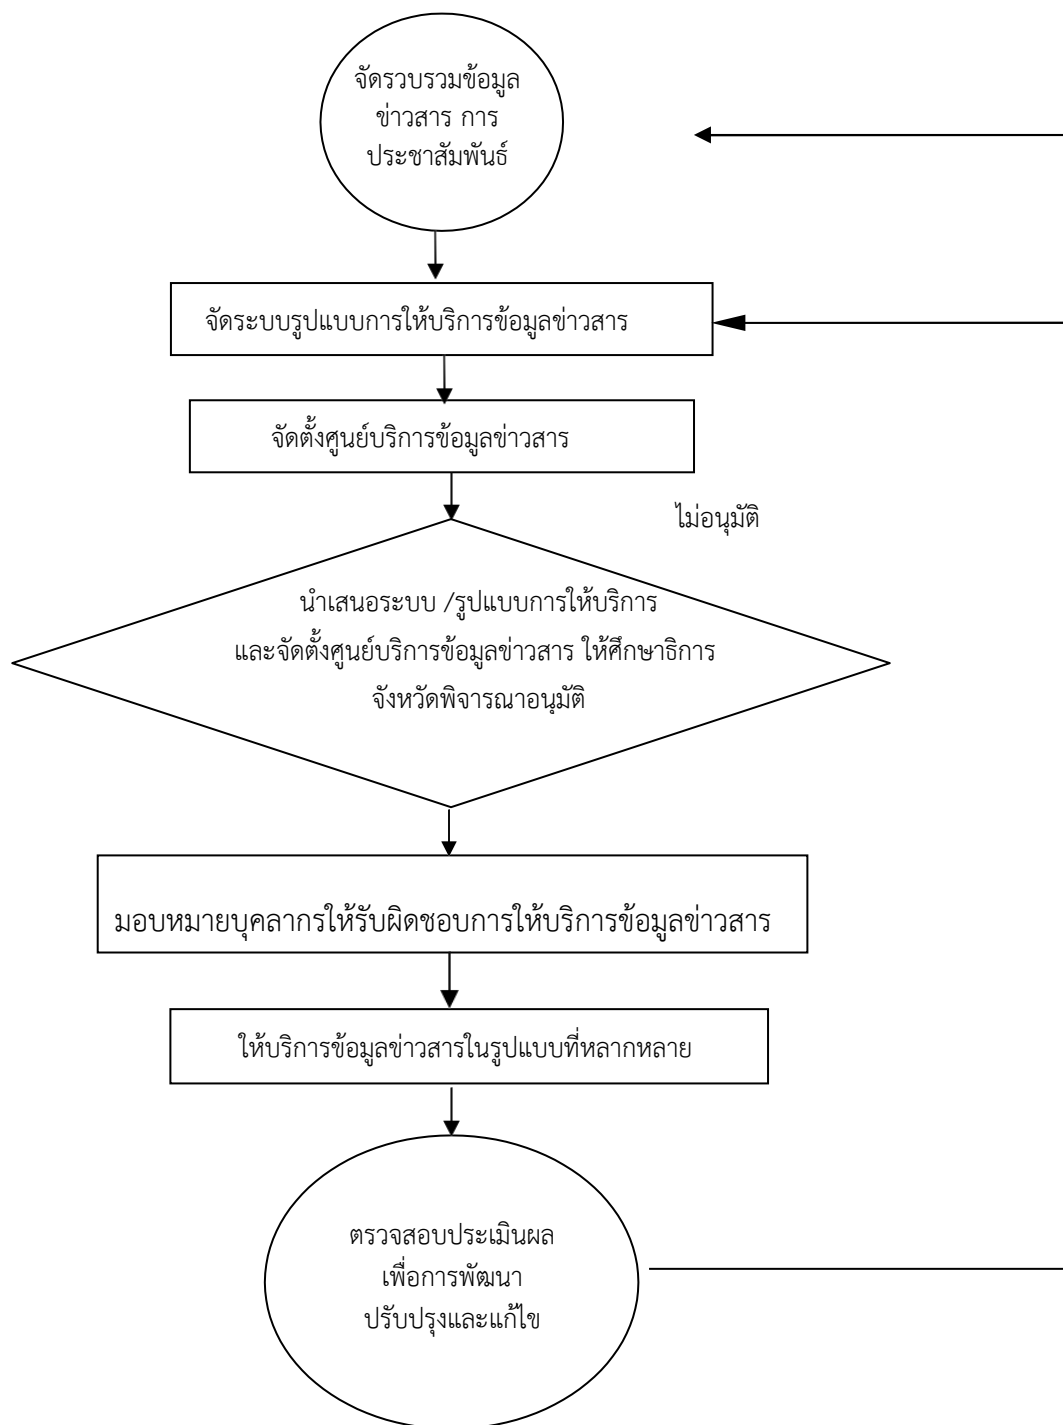 จัดรวบรวมข้อมูล
ข่าวสาร การ
ประชาสัมพันธ์
จัดระบบรูปแบบการให้บริการข้อมูลข่าวสาร
จัดตั้งศูนย์บริการข้อมูลข่าวสาร
ไม่อนุมัติ
นำเสนอระบบ /รูปแบบการให้บริการ
และจัดตั้งศูนย์บริการข้อมูลข่าวสาร ให้ศึกษาธิการ
จังหวัดพิจารณาอนุมัติ
มอบหมายบุคลากรให้รับผิดชอบการให้บริการข้อมูลข่าวสาร
ให้บริการข้อมูลข่าวสารในรูปแบบที่หลากหลาย
ตรวจสอบประเมินผล
เพื่อการพัฒนา
ปรับปรุงและแก้ไข